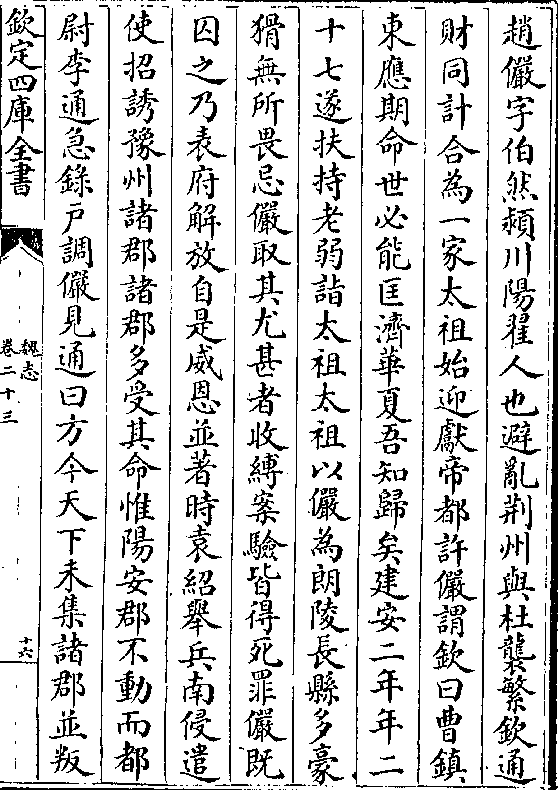 趙儼字伯然潁川陽翟人也避亂荆州與杜襲繁欽通
財同計合為一家太祖始迎獻帝都許儼謂欽曰曹鎮
東應期命世必能匡濟華夏吾知歸矣建安二年年二
十七遂扶持老弱詣太祖太祖以儼為朗陵長縣多豪
猾無所畏忌儼取其尤甚者收縛案驗皆得死罪儼既
囚之乃表府解放自是威恩並著時袁紹舉兵南侵遣
使招誘豫州諸郡諸郡多受其命惟陽安郡不動而都
尉李通急錄戶調儼見通曰方今天下未集諸郡並叛
欽定四庫全書
魏志
卷二十三
十六